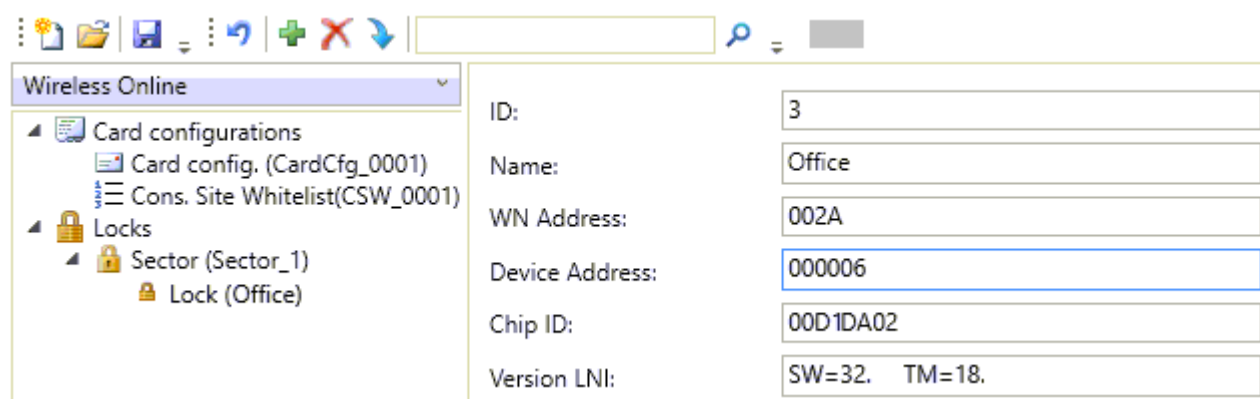 Wireless Online
Card configurations
Card config. (CardCfg_0001)
Cons. Site Whitelist(CSW_0001)
Locks
Sector (Sector_1)
Lock (Office)
ID: 3
Name: Office
WN Address: 002A
Device Address: 000006
Chip ID: 00D1DA02
Version LNI: SW=32. TM=18.